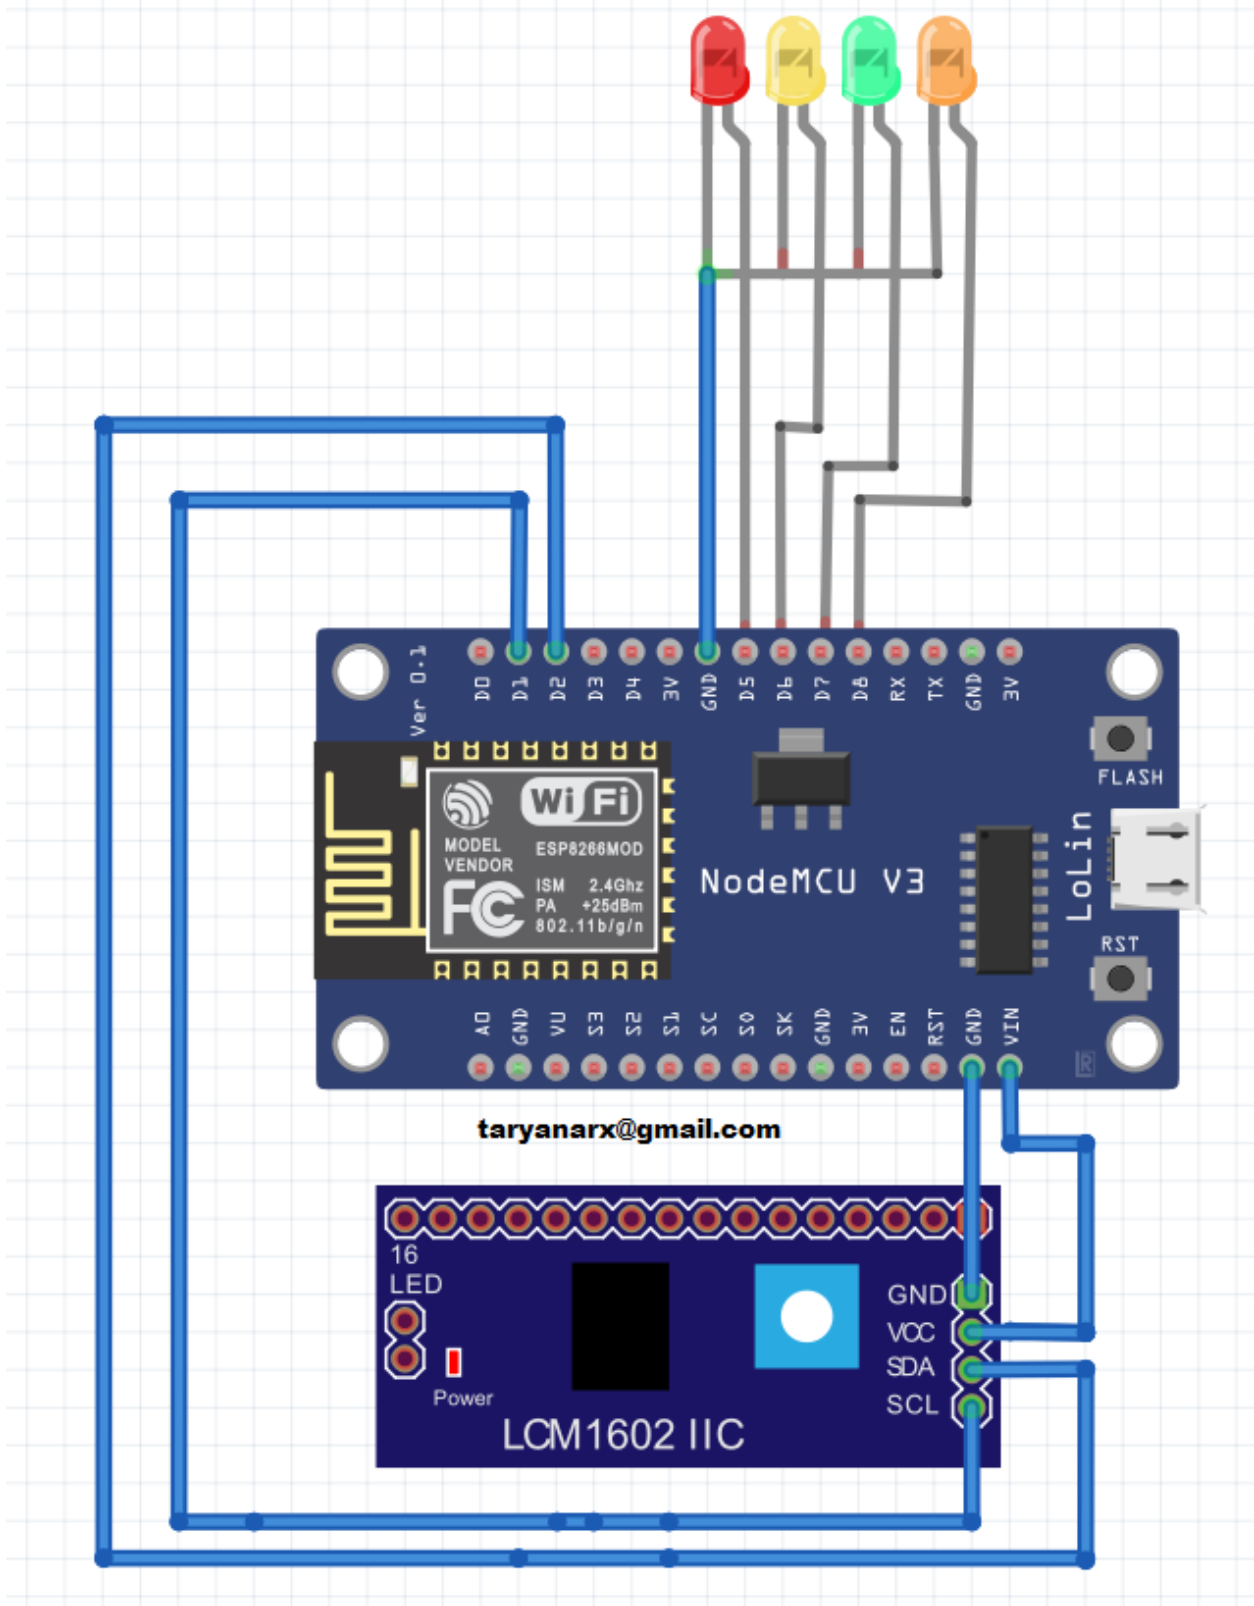 Ver 0.1
D0
D1
D2
D3
D4
3V
GND
D5
D6
D7
D8
RX
TX
GND
3V
FLASH
WiFi
MODEL
VENDOR
ESP8266MOD
FC
ISM 2.4Ghz
PA +25dBm
802.11b/g/n
NodeMCU V3
LoLin
RST
A0
GND
VU
S3
S2
S1
SC
S0
SK
GND
3V
EN
RST
GND
VIN
R
taryanarx@gmail.com
16
LED
Power
GND
VCC
SDA
SCL
LCM1602 IIC